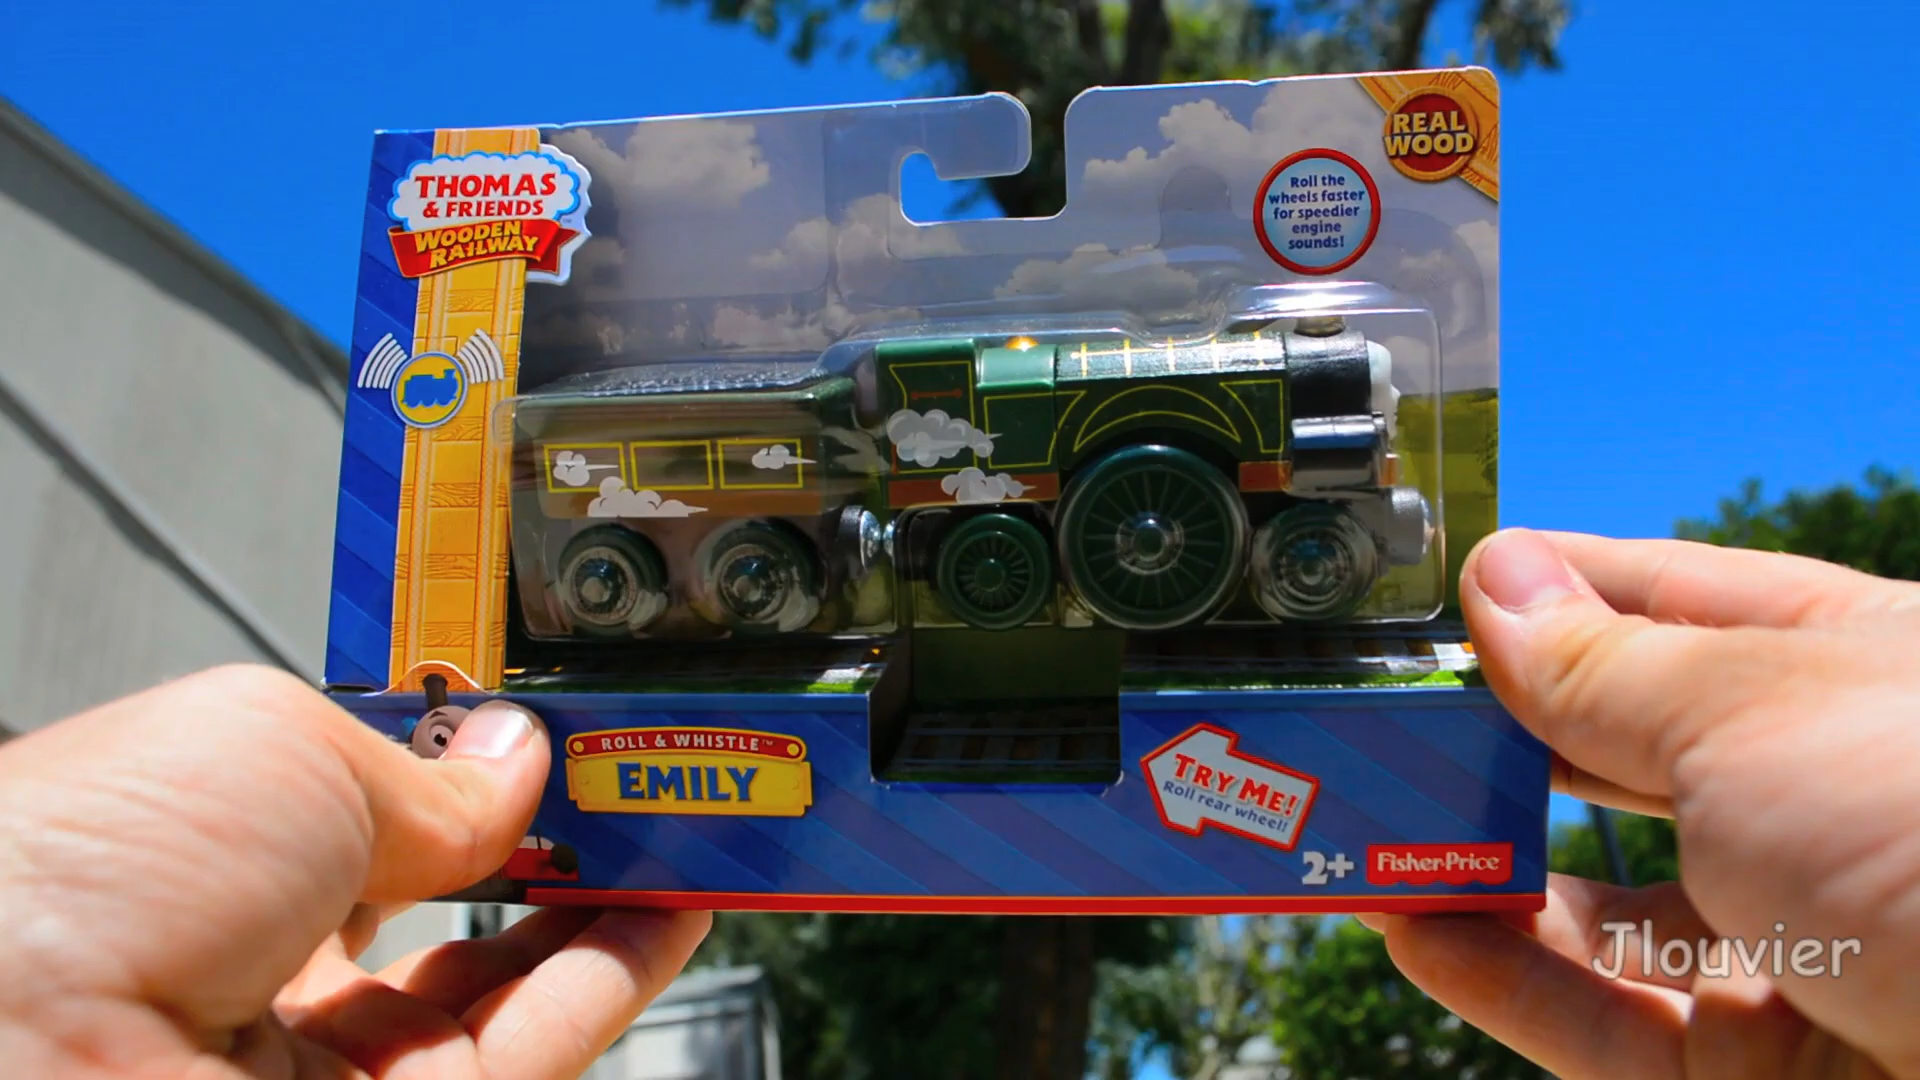 THOMAS
& FRIENDS
WOODEN
RAILWAY
REAL
WOOD
Roll the
wheels faster
for speedier
engine
sounds!
ROLL & WHISTLE™
EMILY
TRY ME!
Roll rear wheel!
2+
Fisher-Price
Jlouvier